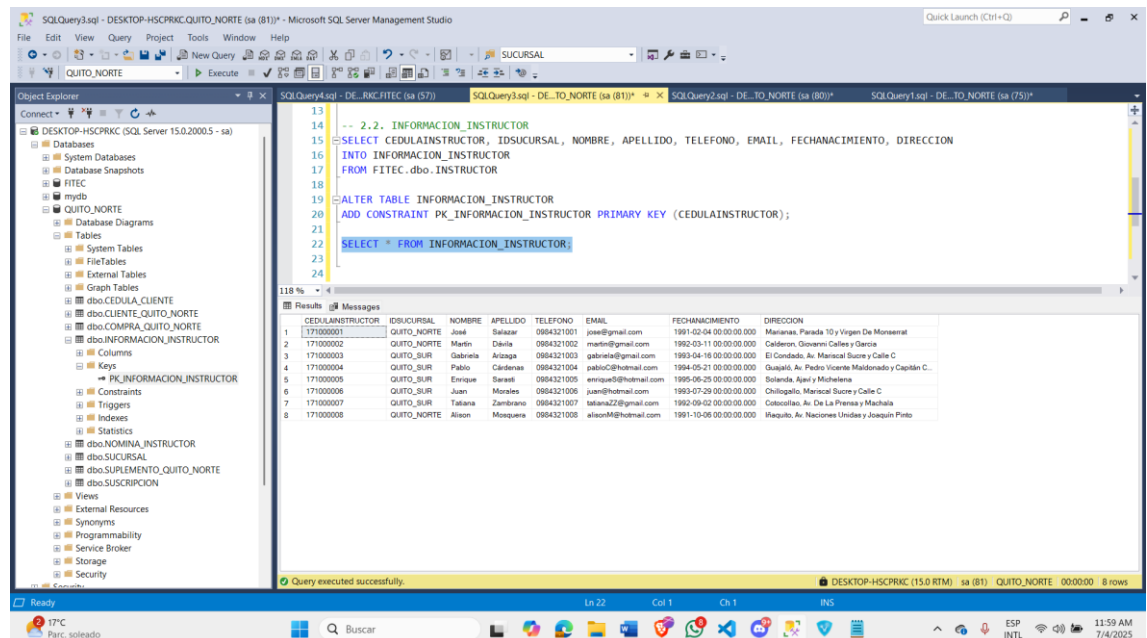 SQLQuery3.sql - DESKTOP-HSCPRKC.QUITO_NORTE (sa (81))* - Microsoft SQL Server Management Studio
Quick Launch (Ctrl+Q)
File Edit View Query Project Tools Window Help
New Query
SUCURSAL
QUITO_NORTE
Execute
Object Explorer
Connect
DESKTOP-HSCPRKC (SQL Server 15.0.2000.5 - sa)
Databases
System Databases
Database Snapshots
FITEC
mydb
QUITO_NORTE
Database Diagrams
Tables
System Tables
FileTables
External Tables
Graph Tables
dbo.CEDULA_CLIENTE
dbo.CLIENTE_QUITO_NORTE
dbo.COMPRA_QUITO_NORTE
dbo.INFORMACION_INSTRUCTOR
Columns
Keys
PK_INFORMACION_INSTRUCTOR
Constraints
Triggers
Indexes
Statistics
dbo.NOMINA_INSTRUCTOR
dbo.SUCURSAL
dbo.SUPLEMENTO_QUITO_NORTE
dbo.SUSCRIPCION
Views
External Resources
Synonyms
Programmability
Service Broker
Storage
Security
SQLQuery4.sql - DE...RKC.FITEC (sa (57))
SQLQuery3.sql - DE...TO_NORTE (sa (81))*
SQLQuery2.sql - DE...TO_NORTE (sa (80))*
SQLQuery1.sql - DE...TO_NORTE (sa (75))*
13
14 -- 2.2. INFORMACION_INSTRUCTOR
15 SELECT CEDULAINSTRUCTOR, IDSUCURSAL, NOMBRE, APELLIDO, TELEFONO, EMAIL, FECHANACIMIENTO, DIRECCION
16 INTO INFORMACION_INSTRUCTOR
17 FROM FITEC.dbo.INSTRUCTOR
18
19 ALTER TABLE INFORMACION_INSTRUCTOR
20 ADD CONSTRAINT PK_INFORMACION_INSTRUCTOR PRIMARY KEY (CEDULAINSTRUCTOR);
21
22 SELECT * FROM INFORMACION_INSTRUCTOR;
23
24
118 %
Results Messages
CEDULAINSTRUCTOR IDSUCURSAL NOMBRE APELLIDO TELEFONO EMAIL FECHANACIMIENTO DIRECCION
1 171000001 QUITO_NORTE José Salazar 0984321001 jose@gmail.com 1991-02-04 00:00:00.000 Marianas, Parada 10 y Virgen De Monserrat
2 171000002 QUITO_NORTE Martín Dávila 0984321002 martin@gmail.com 1992-03-11 00:00:00.000 Calderon, Giovanni Calles y Garcia
3 171000003 QUITO_SUR Gabriela Arizaga 0984321003 gabriela@gmail.com 1993-04-16 00:00:00.000 El Condado, Av. Mariscal Sucre y Calle C
4 171000004 QUITO_SUR Pablo Cárdenas 0984321004 pabloC@hotmail.com 1994-05-21 00:00:00.000 Guajaló, Av. Pedro Vicente Maldonado y Capitán C...
5 171000005 QUITO_SUR Enrique Sarasti 0984321005 enriqueS@hotmail.com 1995-06-25 00:00:00.000 Solanda, Ajaví y Michelena
6 171000006 QUITO_SUR Juan Morales 0984321006 juan@hotmail.com 1993-07-29 00:00:00.000 Chillogallo, Mariscal Sucre y Calle C
7 171000007 QUITO_SUR Tatiana Zambrano 0984321007 tatianaZZ@gmail.com 1992-09-02 00:00:00.000 Cotocollao, Av. De La Prensa y Machala
8 171000008 QUITO_NORTE Alison Mosquera 0984321008 alisonM@hotmail.com 1991-10-06 00:00:00.000 Iñaquito, Av. Naciones Unidas y Joaquín Pinto
Query executed successfully.
DESKTOP-HSCPRKC (15.0 RTM) sa (81) QUITO_NORTE 00:00:00 8 rows
Ready
Ln 22 Col 1 Ch 1 INS
17°C
Parc. soleado
Buscar
ESP
INTL
11:59 AM